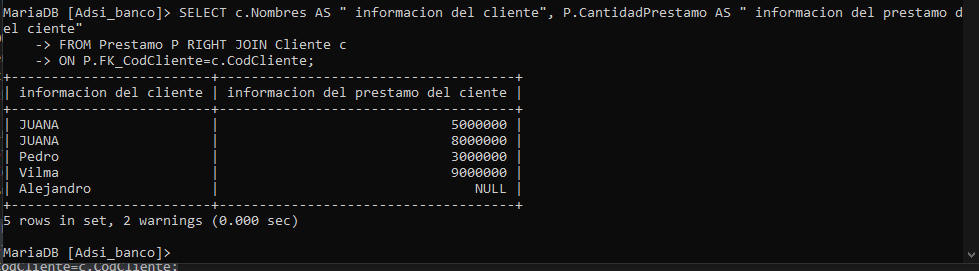 MariaDB [Adsi_banco]> SELECT c.Nombres AS " informacion del cliente", P.CantidadPrestamo AS " informacion del prestamo d
el ciente"
    -> FROM Prestamo P RIGHT JOIN Cliente c
    -> ON P.FK_CodCliente=c.CodCliente;
+-------------------------+-------------------------------------+
| informacion del cliente | informacion del prestamo del ciente |
+-------------------------+-------------------------------------+
| JUANA                   |                             5000000 |
| JUANA                   |                             8000000 |
| Pedro                   |                             3000000 |
| Vilma                   |                             9000000 |
| Alejandro               |                                NULL |
+-------------------------+-------------------------------------+
5 rows in set, 2 warnings (0.000 sec)
MariaDB [Adsi_banco]>
odCliente=c.CodCliente;